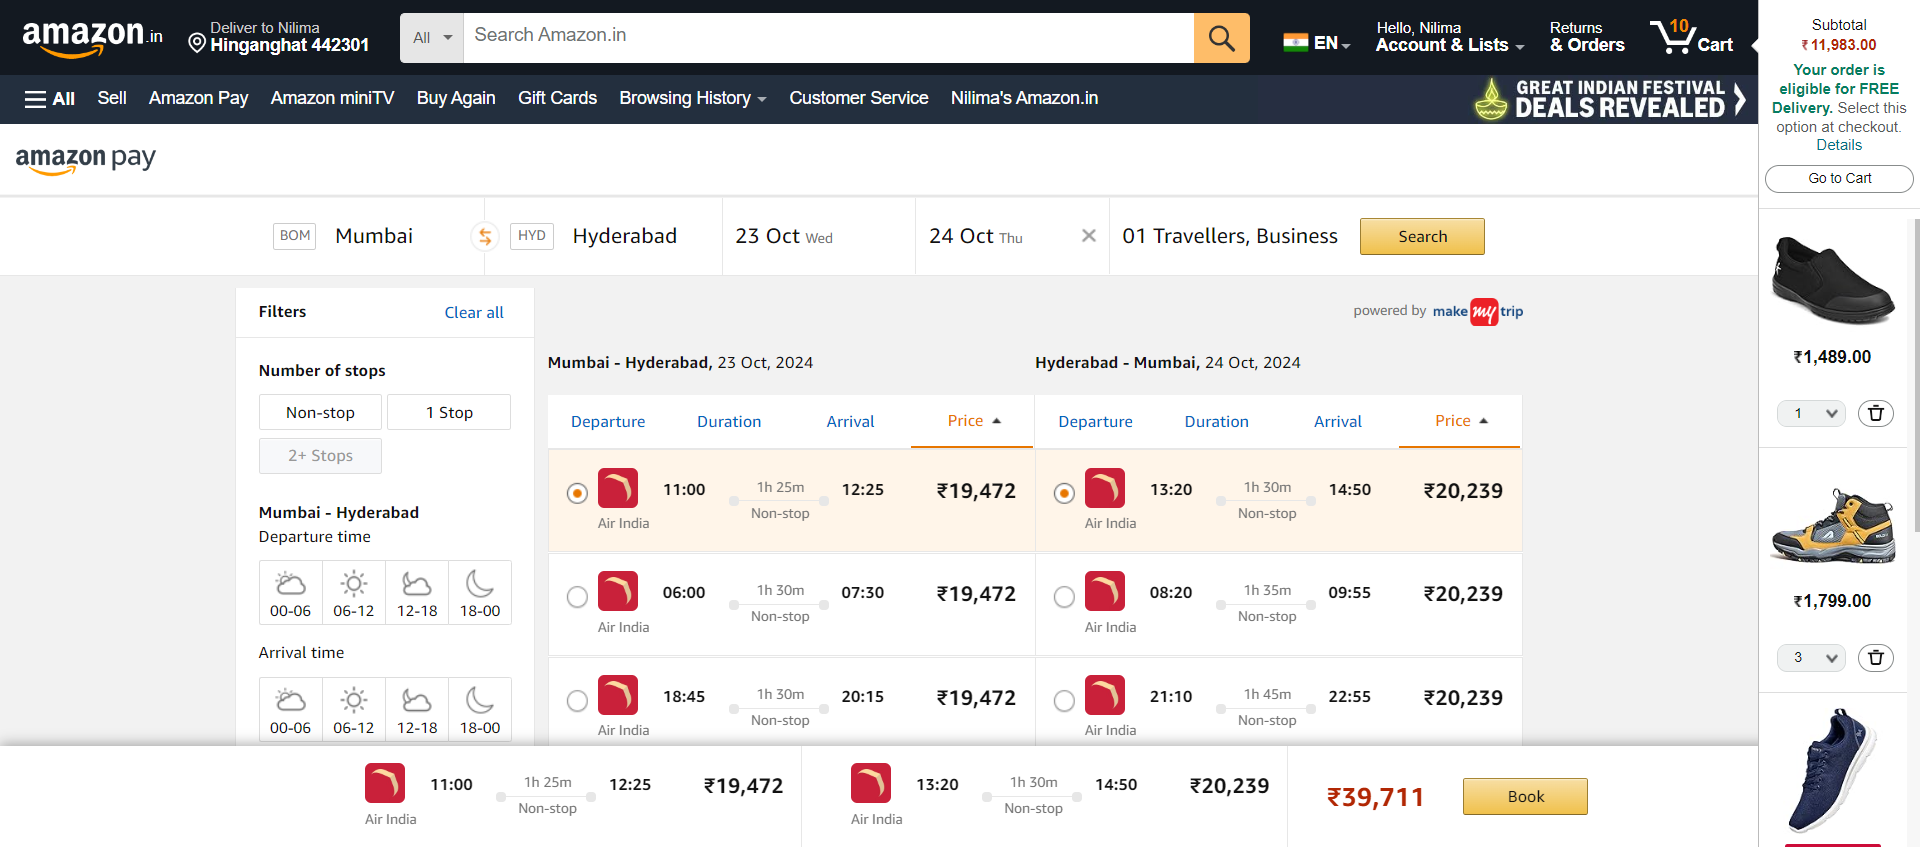 amazon.in
Deliver to Nilima
Hinganghat 442301
All
Search Amazon.in
EN
Hello, Nilima
Account & Lists
Returns
& Orders
10
Cart
All
Sell
Amazon Pay
Amazon miniTV
Buy Again
Gift Cards
Browsing History
Customer Service
Nilima's Amazon.in
GREAT INDIAN FESTIVAL
DEALS REVEALED
Subtotal
₹11,983.00
Your order is
eligible for FREE
Delivery. Select this
option at checkout.
Details
Go to Cart
₹1,489.00
1
₹1,799.00
3
amazon pay
BOM
Mumbai
HYD
Hyderabad
23 Oct Wed
24 Oct Thu
01 Travellers, Business
Search
Filters
Clear all
Number of stops
Non-stop
1 Stop
2+ Stops
Mumbai - Hyderabad
Departure time
00-06
06-12
12-18
18-00
Arrival time
00-06
06-12
12-18
18-00
powered by make my trip
Mumbai - Hyderabad, 23 Oct, 2024
Departure
Duration
Arrival
Price
Air India
11:00
1h 25m
Non-stop
12:25
₹19,472
Air India
06:00
1h 30m
Non-stop
07:30
₹19,472
Air India
18:45
1h 30m
Non-stop
20:15
₹19,472
Hyderabad - Mumbai, 24 Oct, 2024
Departure
Duration
Arrival
Price
Air India
13:20
1h 30m
Non-stop
14:50
₹20,239
Air India
08:20
1h 35m
Non-stop
09:55
₹20,239
Air India
21:10
1h 45m
Non-stop
22:55
₹20,239
Air India
11:00
1h 25m
Non-stop
12:25
₹19,472
Air India
13:20
1h 30m
Non-stop
14:50
₹20,239
₹39,711
Book